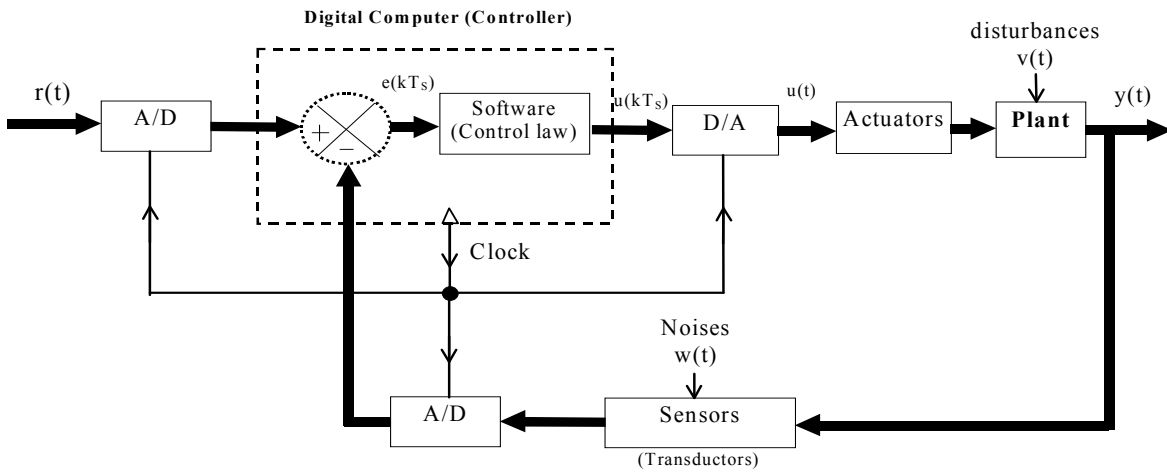 Digital Computer (Controller)
disturbances
v(t)
r(t)
A/D
+
−
e(kTS)
Software
(Control law)
u(kTS)
D/A
u(t)
Actuators
Plant
y(t)
Clock
Noises
w(t)
A/D
Sensors
(Transductors)